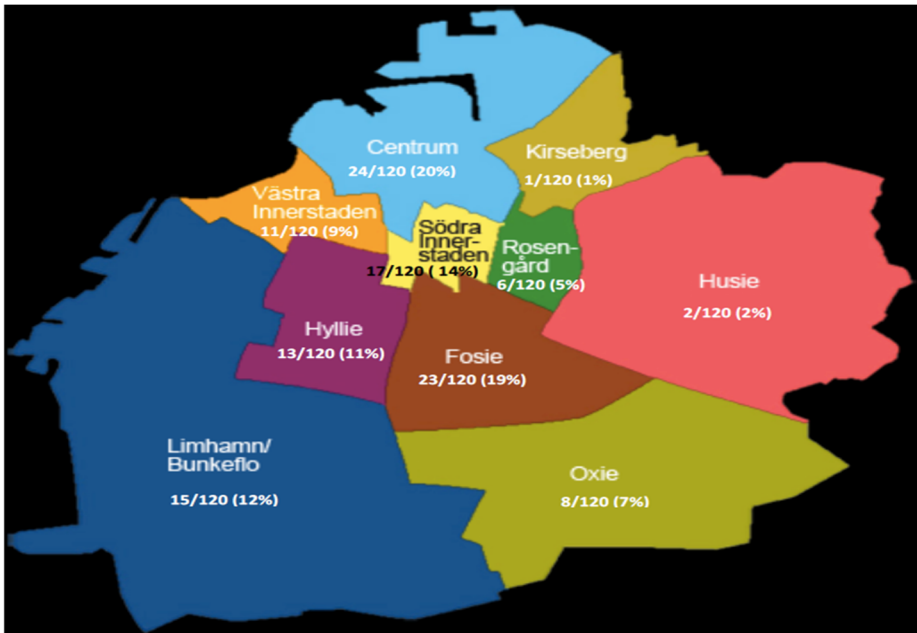 Centrum
24/120 (20%)
Kirseberg
1/120 (1%)
Västra
Innerstaden
11/120 (9%)
Södra
Inner-
staden
17/120 ( 14%)
Rosen-
gård
6/120 (5%)
Husie
2/120 (2%)
Hyllie
13/120 (11%)
Fosie
23/120 (19%)
Limhamn/
Bunkeflo
15/120 (12%)
Oxie
8/120 (7%)